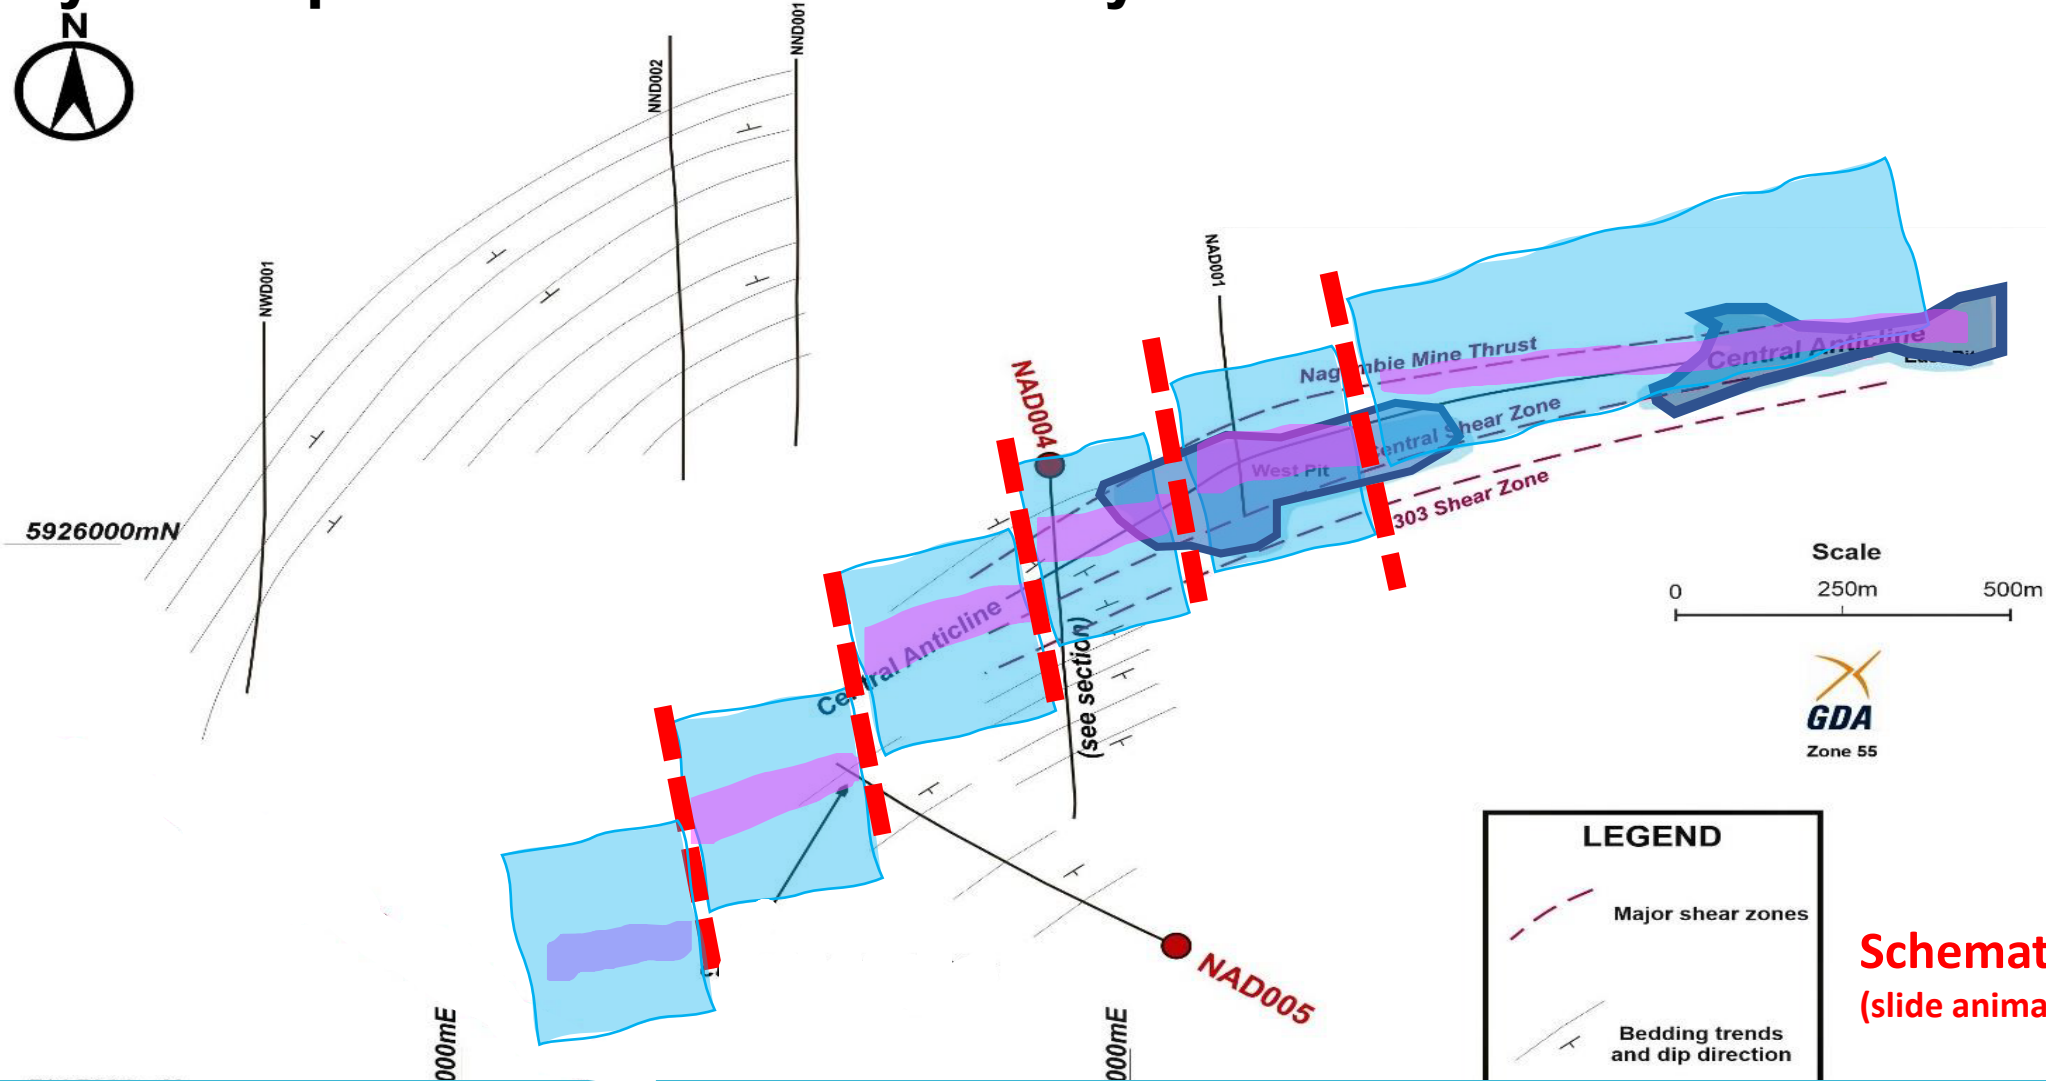 N
NND001
NND002
NWD001
NAD001
NAD004
Nagambie Mine Thrust
Central Anticline
East Pit
Central Shear Zone
West Pit
303 Shear Zone
5926000mN
Scale
0 250m 500m
Central Anticline
(see section)
GDA
Zone 55
LEGEND
Major shear zones
Bedding trends
and dip direction
NAD005
000mE
000mE
Schemat
(slide anima